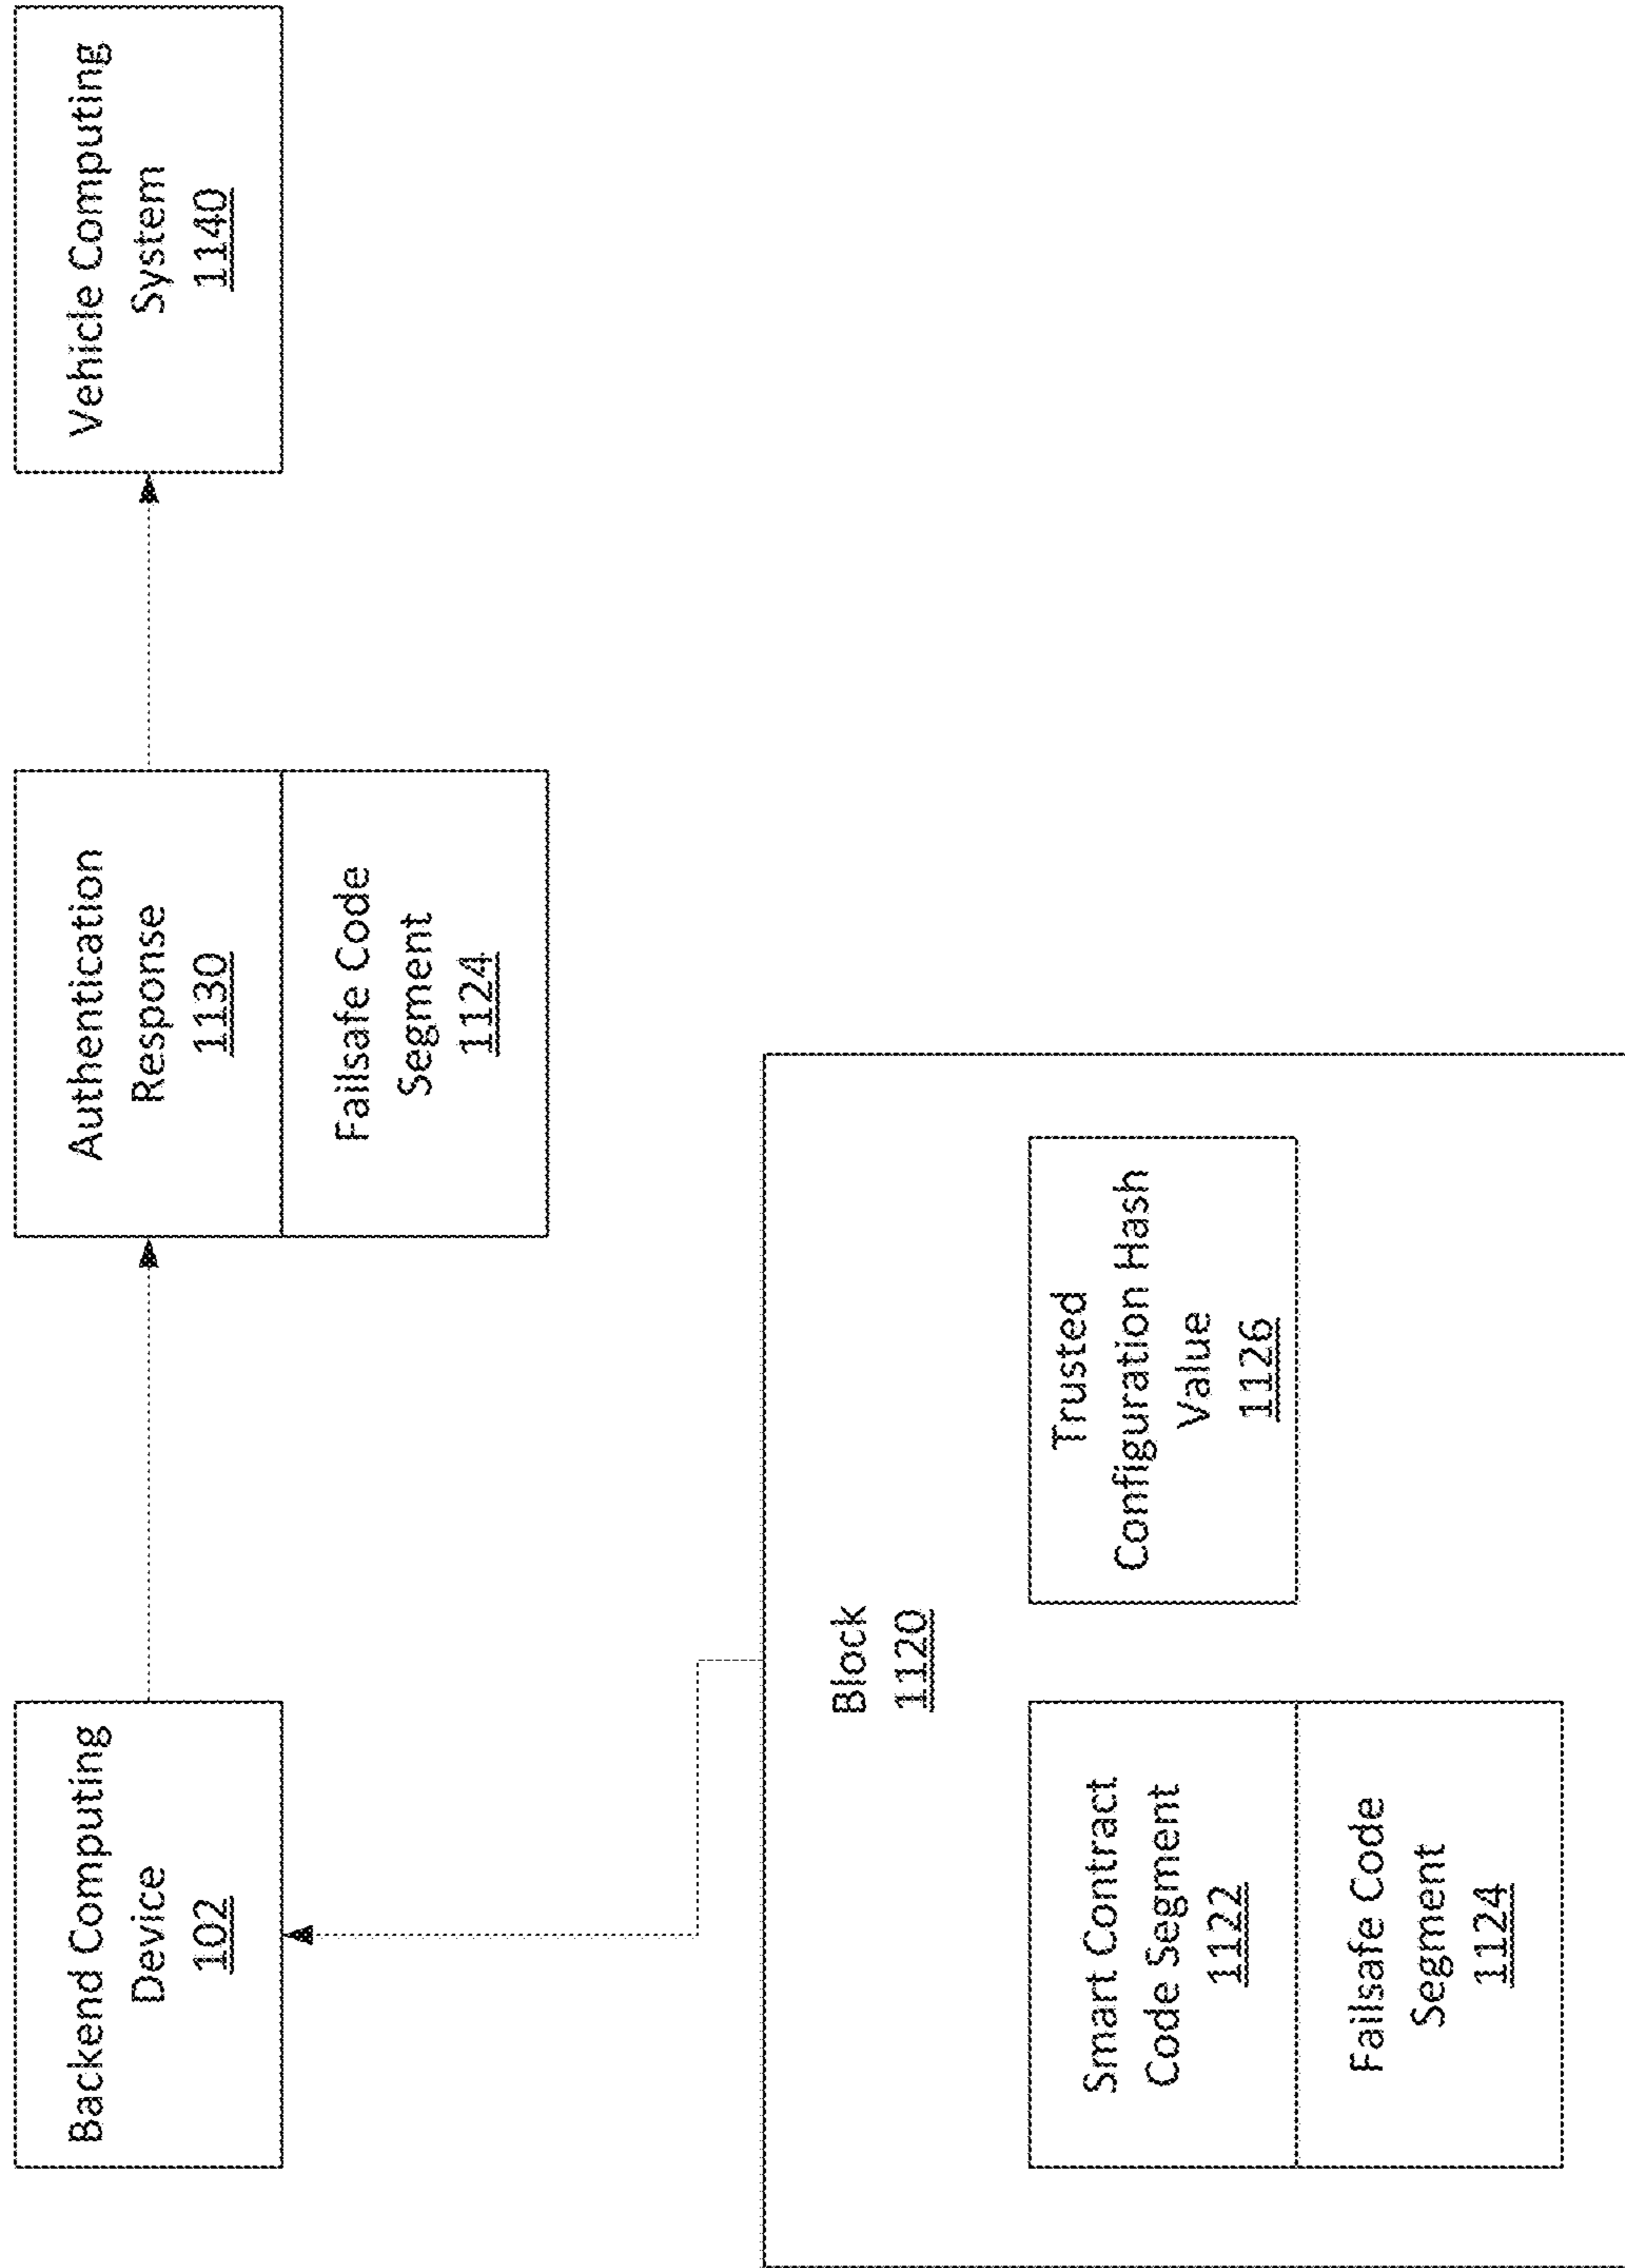 Backend Computing
Device
102
Authentication
Response
1130
Failsafe Code
Segment
1124
Vehicle Computing
System
1140
Block
1120
Smart Contract
Code Segment
1122
Failsafe Code
Segment
1124
Trusted
Configuration Hash
Value
1126